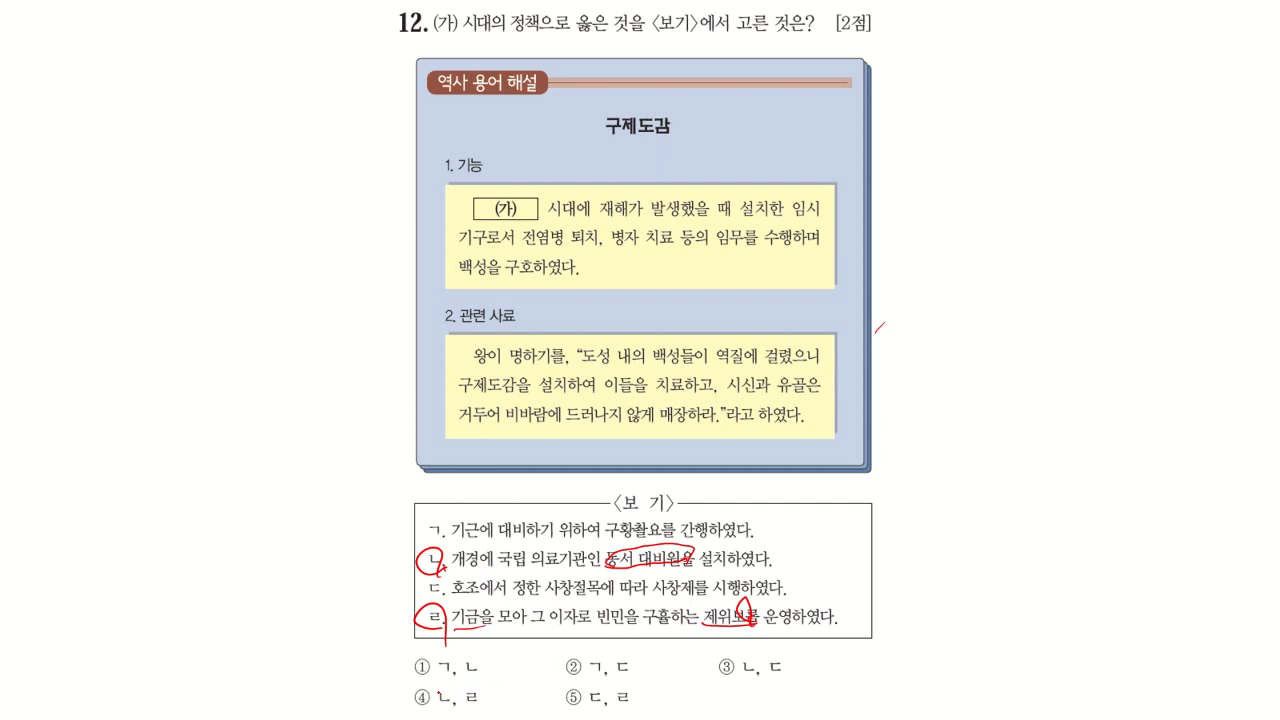 12. (가) 시대의 정책으로 옳은 것을 〈보기〉에서 고른 것은? [2점]
역사 용어 해설
구제도감
1. 기능
(가) 시대에 재해가 발생했을 때 설치한 임시
기구로서 전염병 퇴치, 병자 치료 등의 임무를 수행하며
백성을 구호하였다.
2. 관련 사료
왕이 명하기를, “도성 내의 백성들이 역질에 걸렸으니
구제도감을 설치하여 이들을 치료하고, 시신과 유골은
거두어 비바람에 드러나지 않게 매장하라.”라고 하였다.
〈보 기〉
ㄱ. 기근에 대비하기 위하여 구황촬요를 간행하였다.
ㄴ. 개경에 국립 의료기관인 동서 대비원을 설치하였다.
ㄷ. 호조에서 정한 사창절목에 따라 사창제를 시행하였다.
ㄹ. 기금을 모아 그 이자로 빈민을 구휼하는 제위보를 운영하였다.
① ㄱ, ㄴ ② ㄱ, ㄷ ③ ㄴ, ㄷ
④ ㄴ, ㄹ ⑤ ㄷ, ㄹ